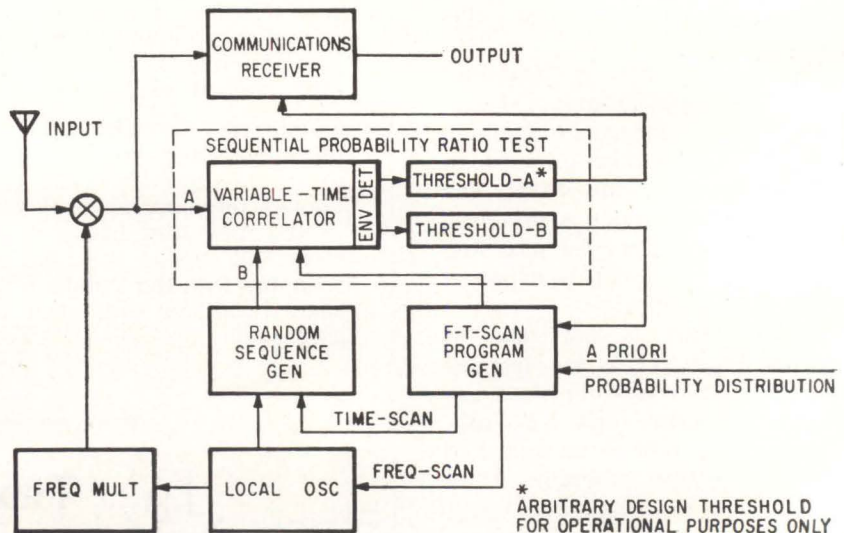 COMMUNICATIONS
RECEIVER
OUTPUT
INPUT
SEQUENTIAL PROBABILITY RATIO TEST
A
VARIABLE-TIME
CORRELATOR
ENV DET
THRESHOLD-A*
THRESHOLD-B
B
RANDOM
SEQUENCE
GEN
F-T-SCAN
PROGRAM
GEN
A PRIORI
PROBABILITY DISTRIBUTION
TIME-SCAN
FREQ MULT
LOCAL OSC
FREQ-SCAN
*
ARBITRARY DESIGN THRESHOLD
FOR OPERATIONAL PURPOSES ONLY